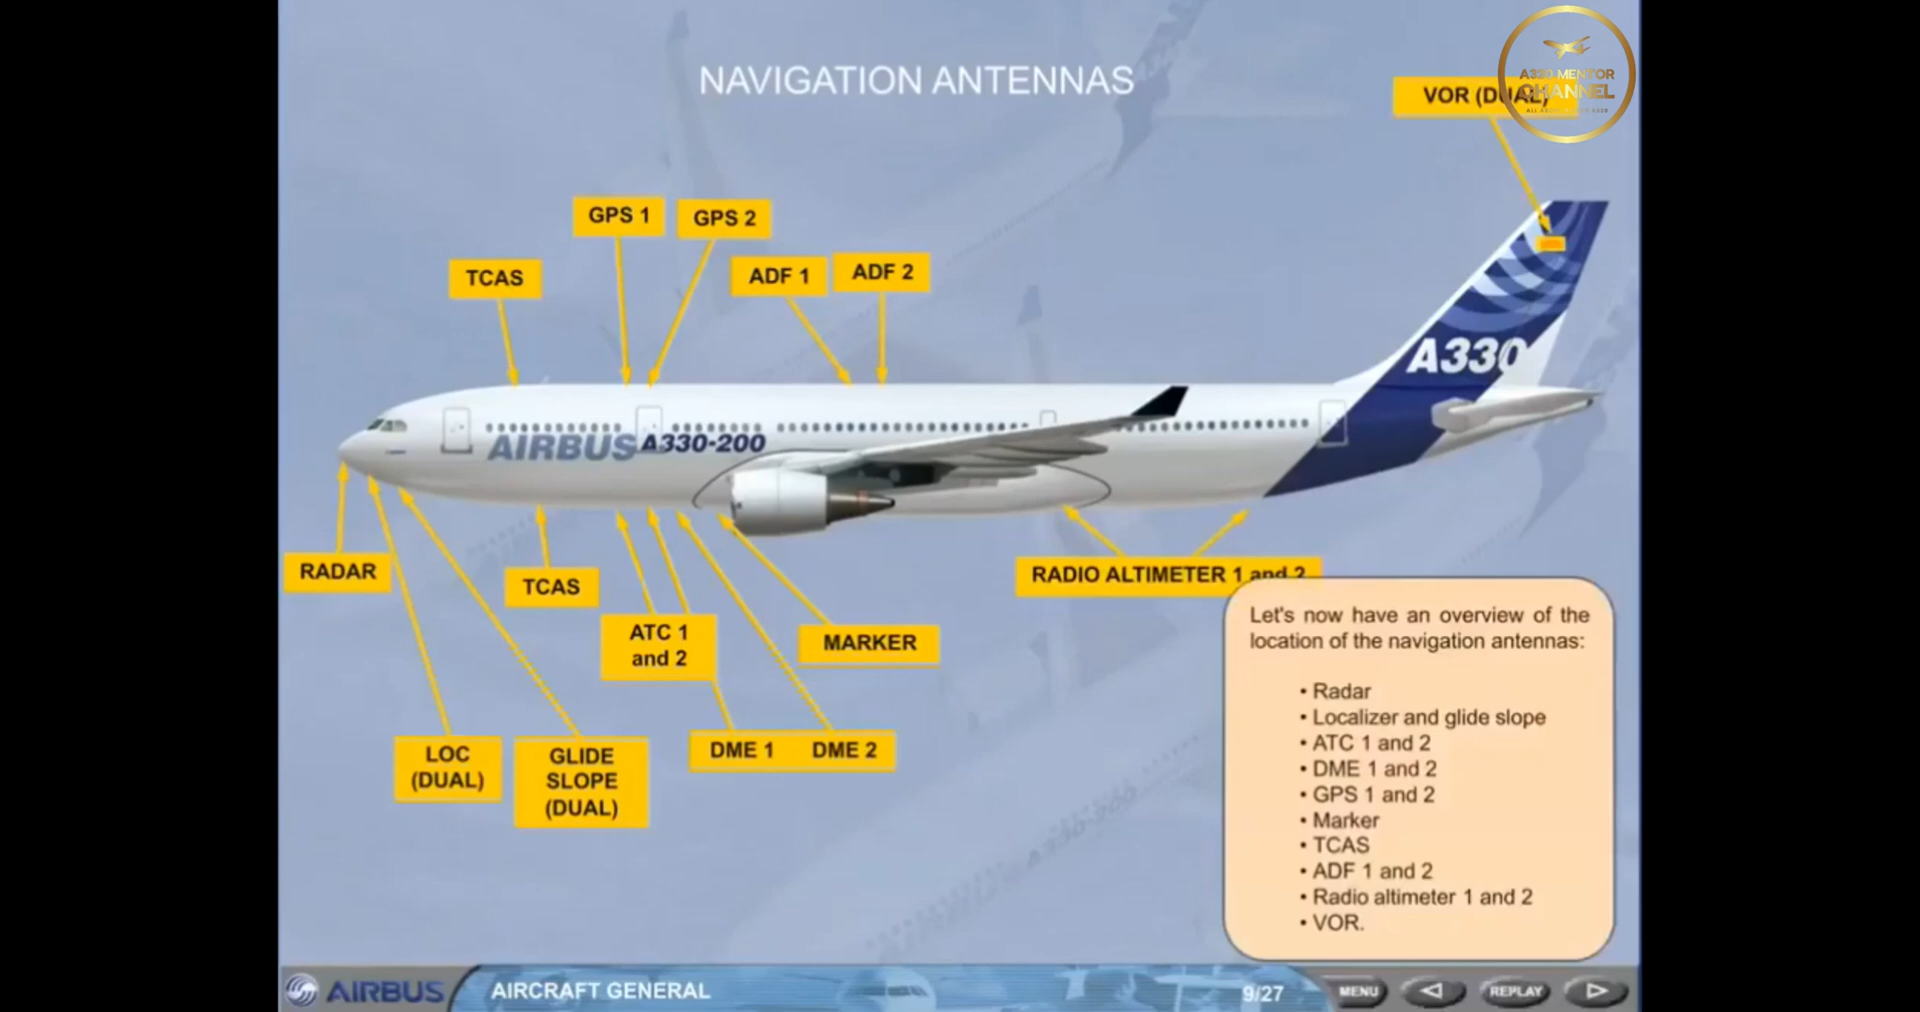 NAVIGATION ANTENNAS
A330 MENTOR
CHANNEL
VOR (DUAL)
GPS 1
GPS 2
TCAS
ADF 1
ADF 2
A330
AIRBUS A330-200
RADAR
TCAS
ATC 1
and 2
MARKER
RADIO ALTIMETER 1 and 2
LOC
(DUAL)
GLIDE
SLOPE
(DUAL)
DME 1
DME 2
Let's now have an overview of the
location of the navigation antennas:
• Radar
• Localizer and glide slope
• ATC 1 and 2
• DME 1 and 2
• GPS 1 and 2
• Marker
• TCAS
• ADF 1 and 2
• Radio altimeter 1 and 2
• VOR.
AIRBUS
AIRCRAFT GENERAL
9/27
MENU
REPLAY